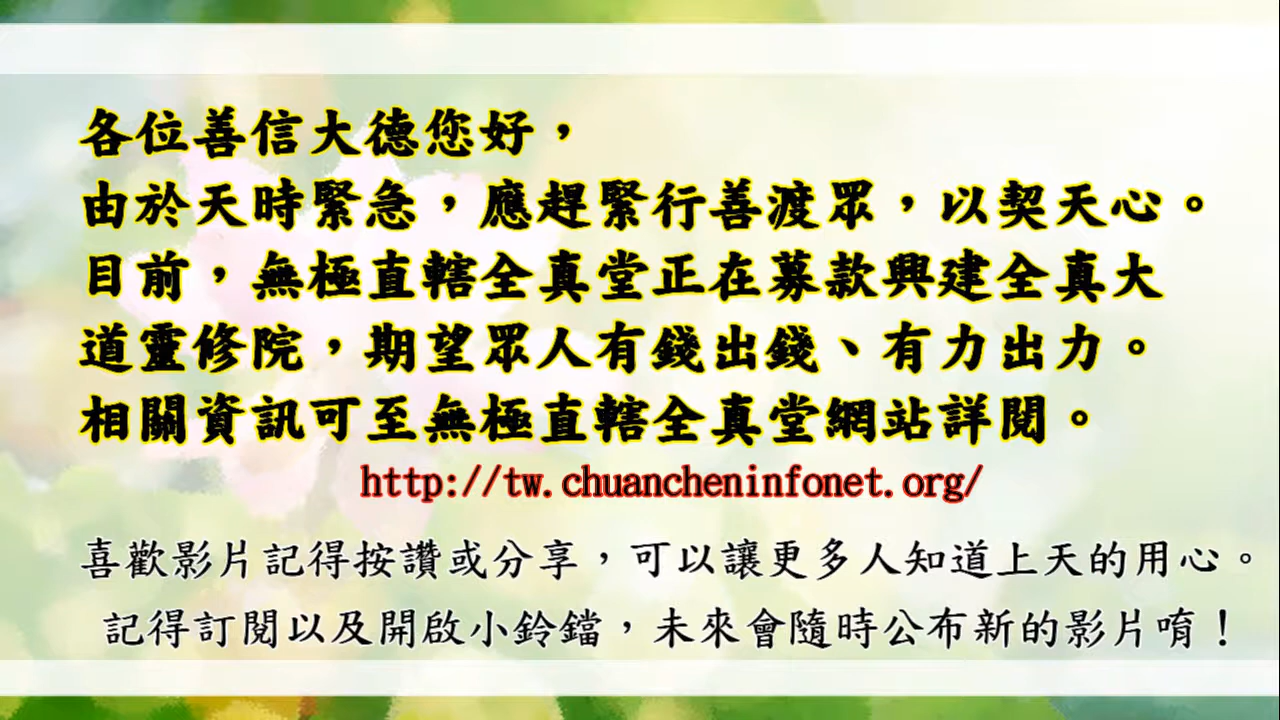 各位善信大德您好，
由於天時緊急，應趕緊行善渡眾，以契天心。
目前，無極直轄全真堂正在募款興建全真大
道靈修院，期望眾人有錢出錢、有力出力。
相關資訊可至無極直轄全真堂網站詳閱。
http://tw.chuancheninfonet.org/
喜歡影片記得按讚或分享，可以讓更多人知道上天的用心。
記得訂閱以及開啟小鈴鐺，未來會隨時公布新的影片唷！